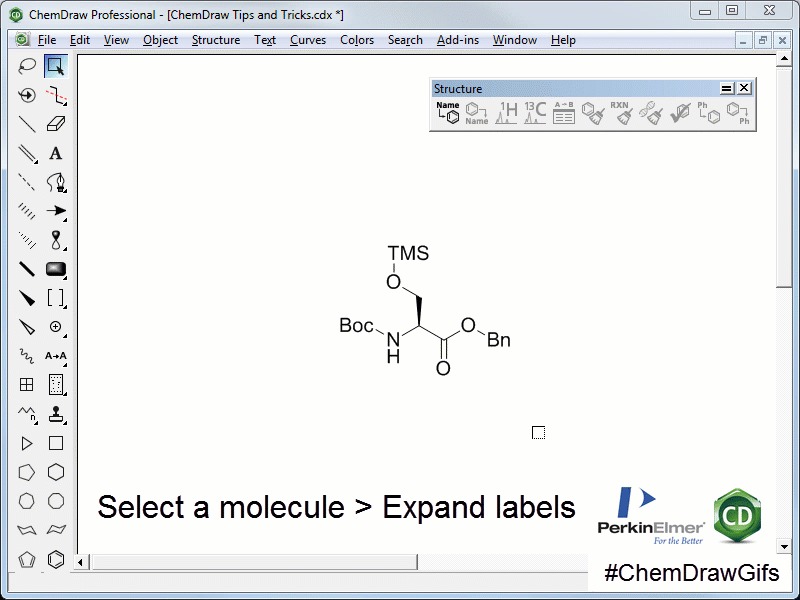 ChemDraw Professional - [ChemDraw Tips and Tricks.cdx *]
File Edit View Object Structure Text Curves Colors Search Add-ins Window Help
Structure
Name Name 1H 13C A-B RXN Ph Ph
A
A→A
n
TMS
O
Boc N H O Bn
O
Select a molecule > Expand labels
CD
PerkinElmer®
For the Better
#ChemDrawGifs